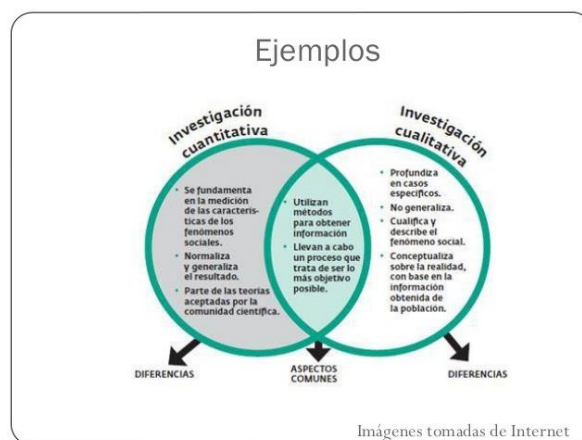 Ejemplos
Investigación
cuantitativa
Investigación
cualitativa
• Se fundamenta
en la medición
de las caracterís-
ticas de los
fenómenos
sociales.
• Normaliza
y generaliza
el resultado.
• Parte de las teorías
aceptadas por la
comunidad científica.
• Utilizan
métodos
para obtener
información
• Llevan a cabo
un proceso que
trata de ser lo
más objetivo
posible.
• Profundiza
en casos
específicos.
• No generaliza.
• Cualifica y
describe el
fenómeno social.
• Conceptualiza
sobre la realidad,
con base en la
información
obtenida de
la población.
DIFERENCIAS
ASPECTOS
COMUNES
DIFERENCIAS
Imágenes tomadas de Internet